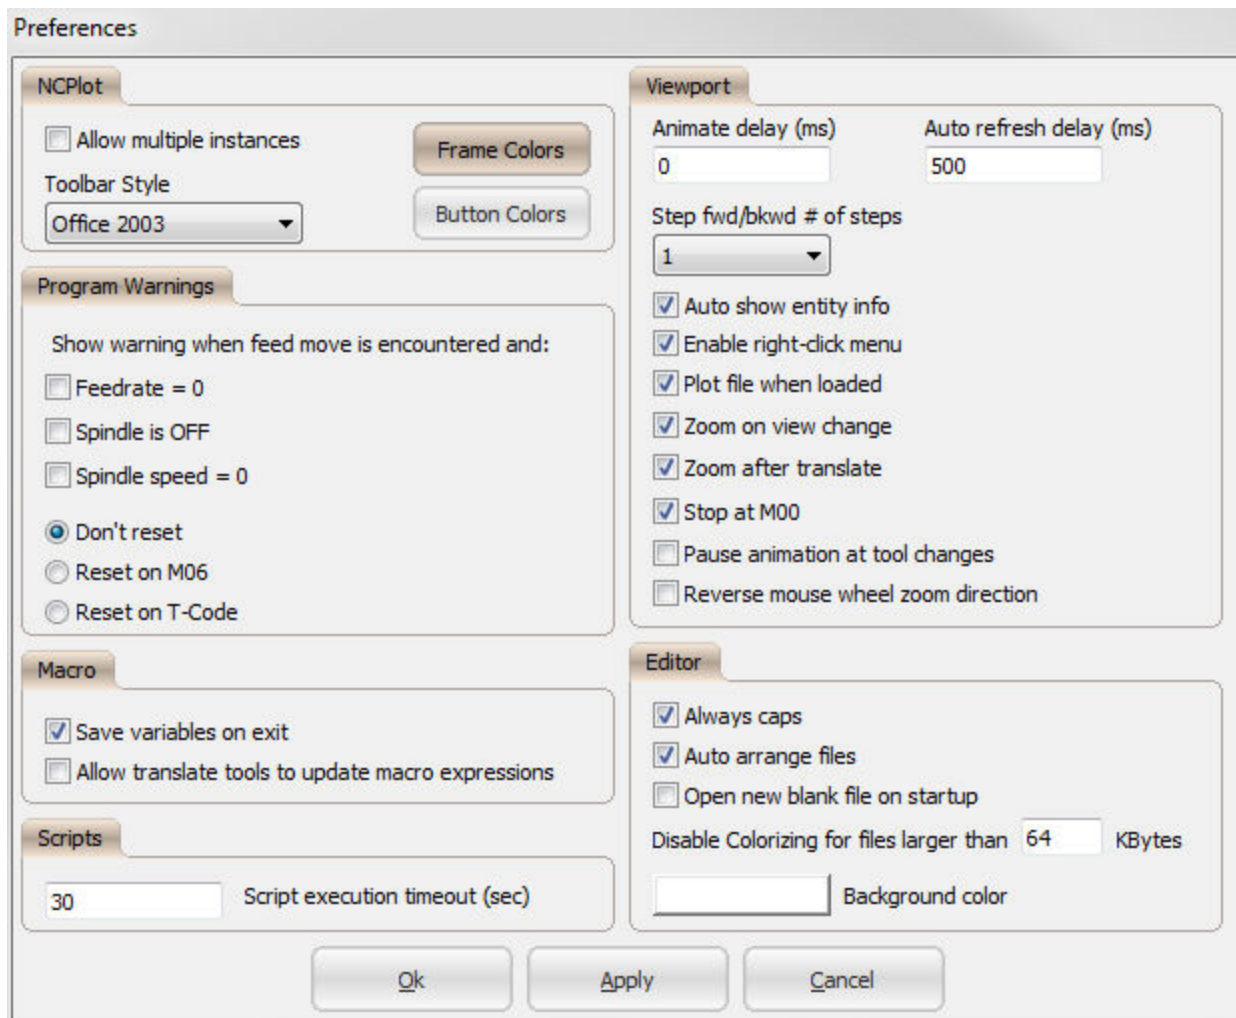 Preferences
NCPlot
Allow multiple instances
Frame Colors
Toolbar Style
Office 2003
Button Colors
Program Warnings
Show warning when feed move is encountered and:
Feedrate = 0
Spindle is OFF
Spindle speed = 0
Don't reset
Reset on M06
Reset on T-Code
Macro
Save variables on exit
Allow translate tools to update macro expressions
Scripts
30 Script execution timeout (sec)
Viewport
Animate delay (ms) Auto refresh delay (ms)
0 500
Step fwd/bkwd # of steps
1
Auto show entity info
Enable right-click menu
Plot file when loaded
Zoom on view change
Zoom after translate
Stop at M00
Pause animation at tool changes
Reverse mouse wheel zoom direction
Editor
Always caps
Auto arrange files
Open new blank file on startup
Disable Colorizing for files larger than 64 KBytes
Background color
Ok Apply Cancel